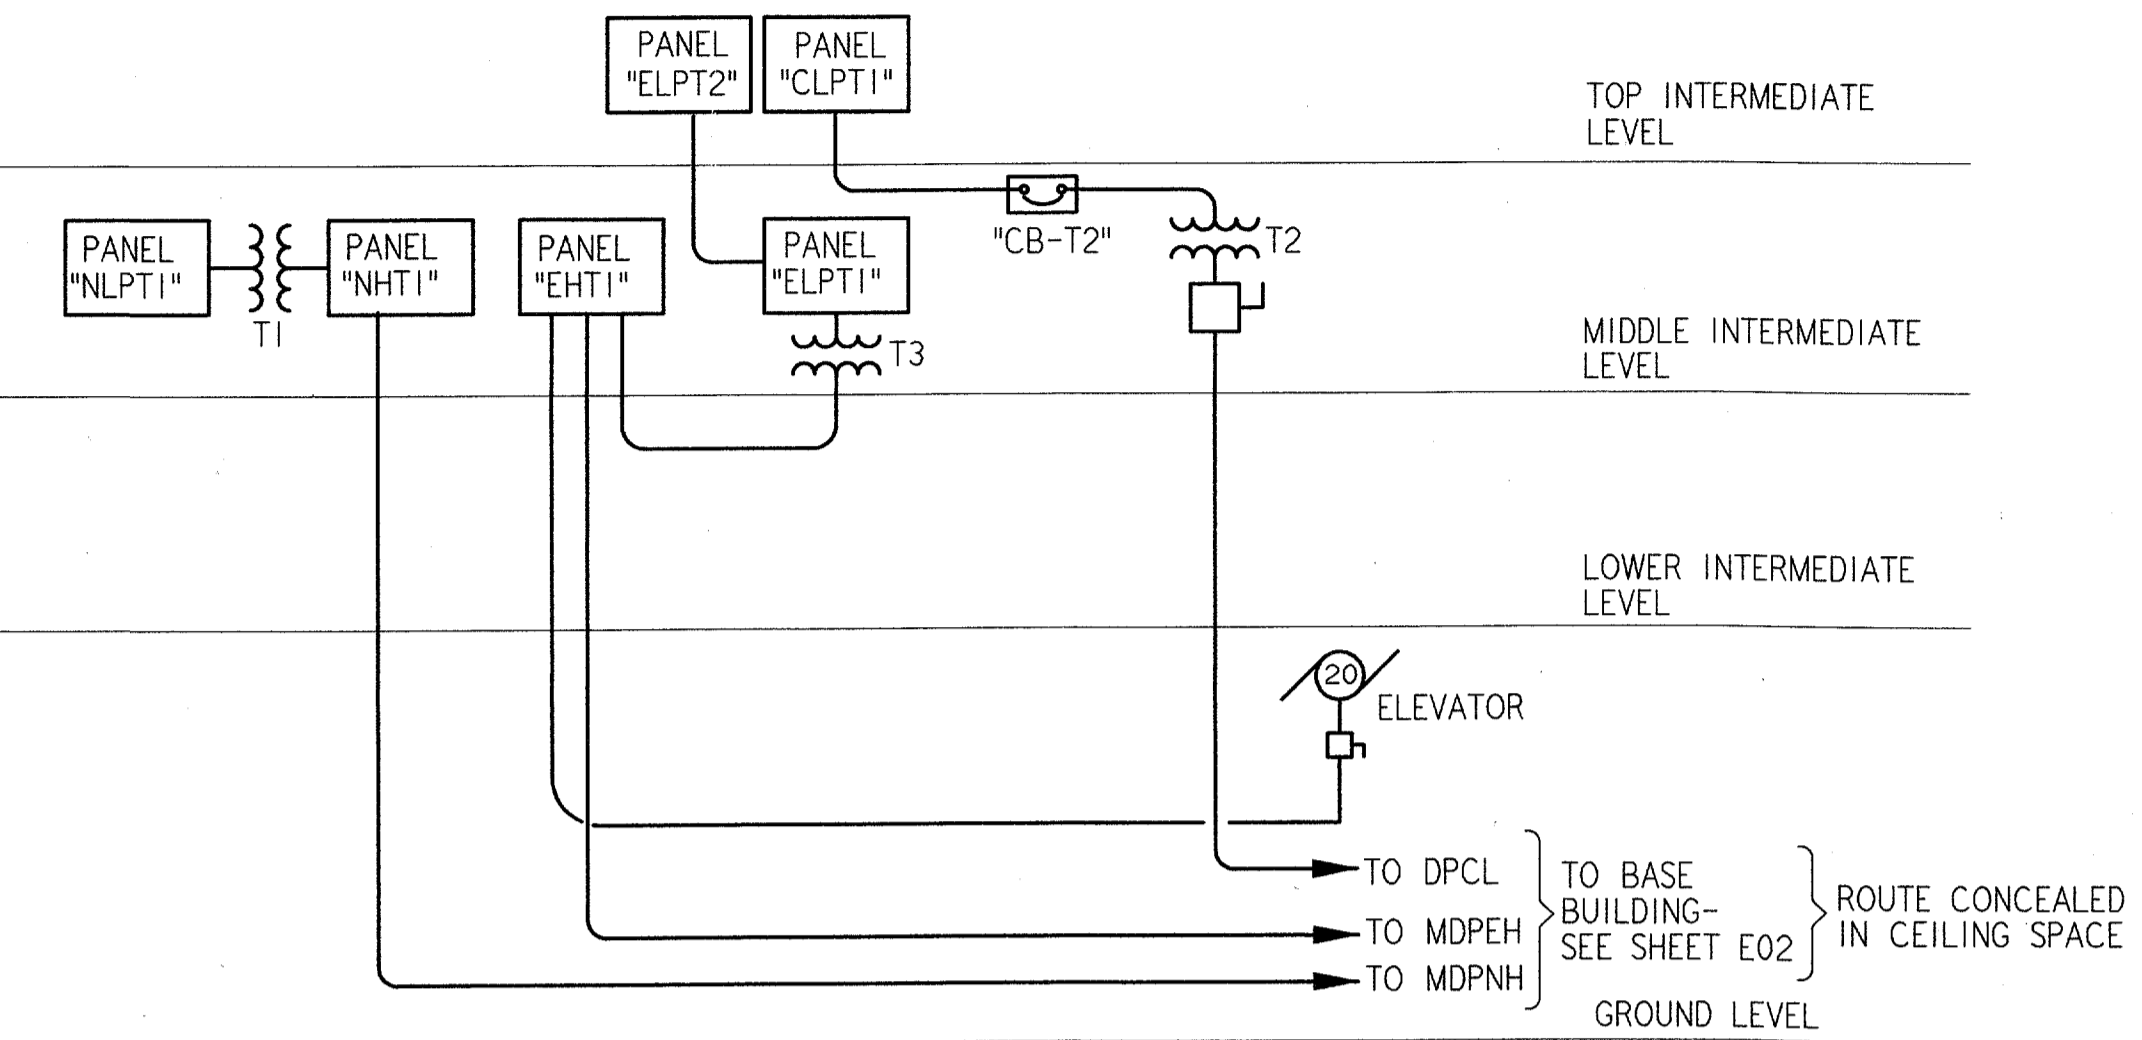 PANEL
"ELPT2"
PANEL
"CLPT1"
TOP INTERMEDIATE
LEVEL
PANEL
"NLPT1"
T1
PANEL
"NHT1"
PANEL
"EHT1"
PANEL
"ELPT1"
T3
"CB-T2"
T2
MIDDLE INTERMEDIATE
LEVEL
LOWER INTERMEDIATE
LEVEL
20
ELEVATOR
TO DPCL
TO MDPEH
TO MDPNH
TO BASE
BUILDING-
SEE SHEET E02
ROUTE CONCEALED
IN CEILING SPACE
GROUND LEVEL